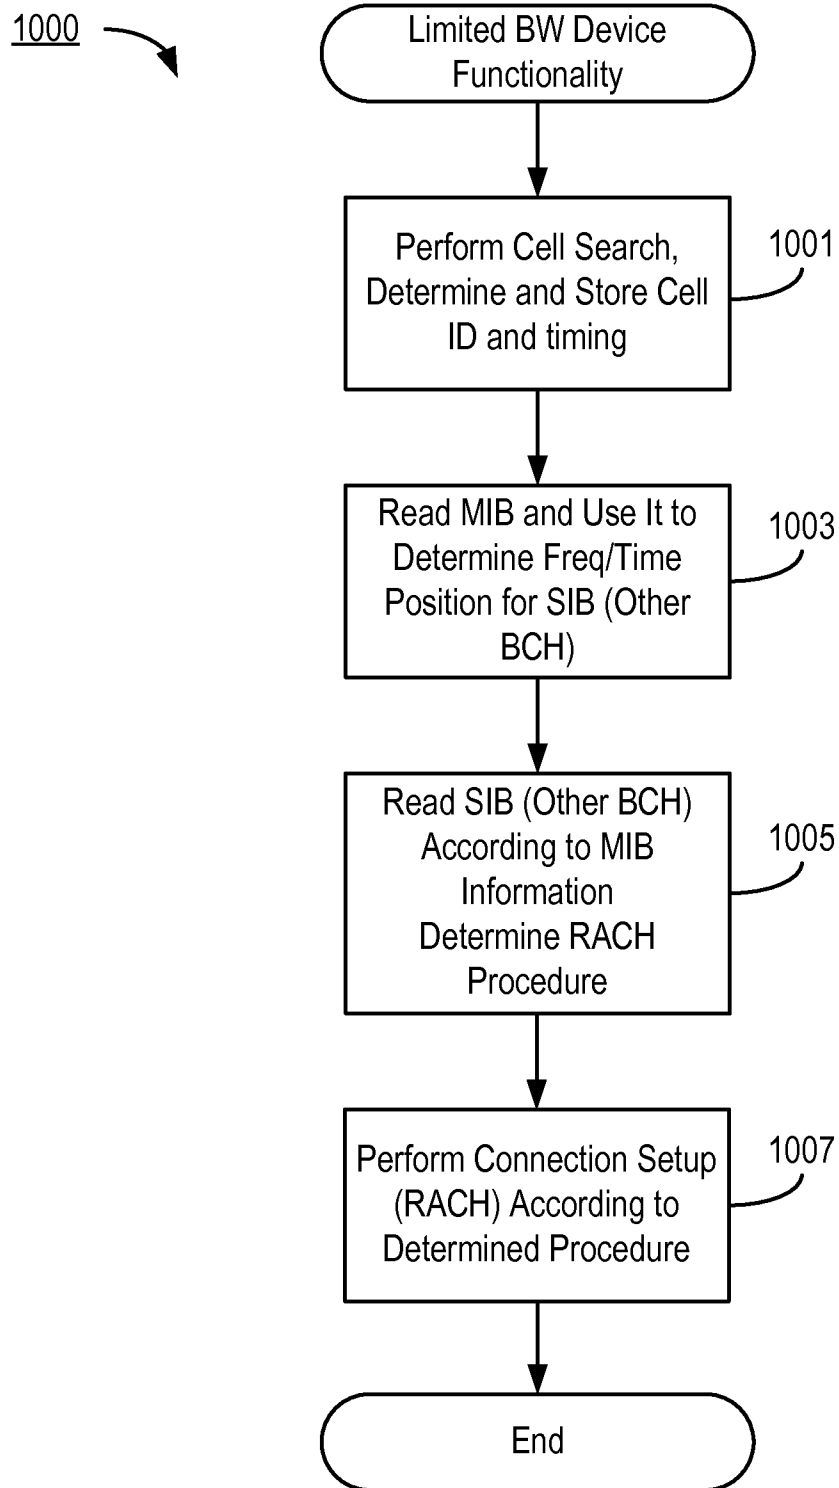 1000
Limited BW Device
Functionality
Perform Cell Search,
Determine and Store Cell
ID and timing
1001
Read MIB and Use It to
Determine Freq/Time
Position for SIB (Other
BCH)
1003
Read SIB (Other BCH)
According to MIB
Information
Determine RACH
Procedure
1005
Perform Connection Setup
(RACH) According to
Determined Procedure
1007
End